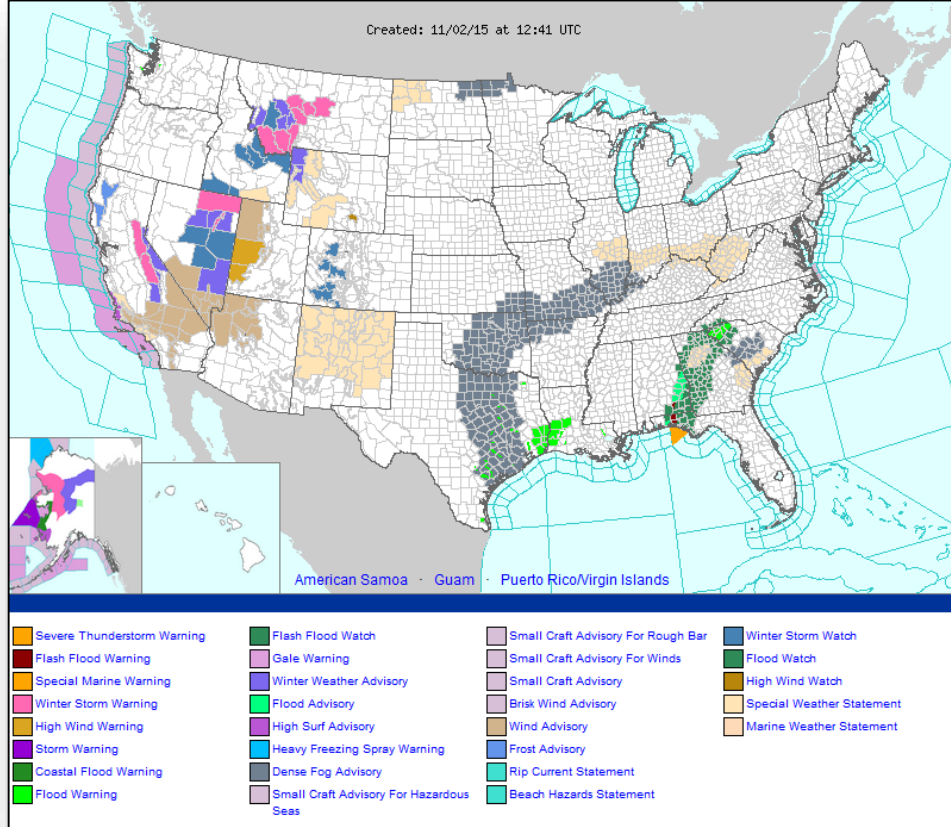 Created: 11/02/15 at 12:41 UTC
American Samoa · Guam · Puerto Rico/Virgin Islands
Severe Thunderstorm Warning
Flash Flood Warning
Special Marine Warning
Winter Storm Warning
High Wind Warning
Storm Warning
Coastal Flood Warning
Flood Warning
Flash Flood Watch
Gale Warning
Winter Weather Advisory
Flood Advisory
High Surf Advisory
Heavy Freezing Spray Warning
Dense Fog Advisory
Small Craft Advisory For Hazardous
Seas
Small Craft Advisory For Rough Bar
Small Craft Advisory For Winds
Small Craft Advisory
Brisk Wind Advisory
Wind Advisory
Frost Advisory
Rip Current Statement
Beach Hazards Statement
Winter Storm Watch
Flood Watch
High Wind Watch
Special Weather Statement
Marine Weather Statement